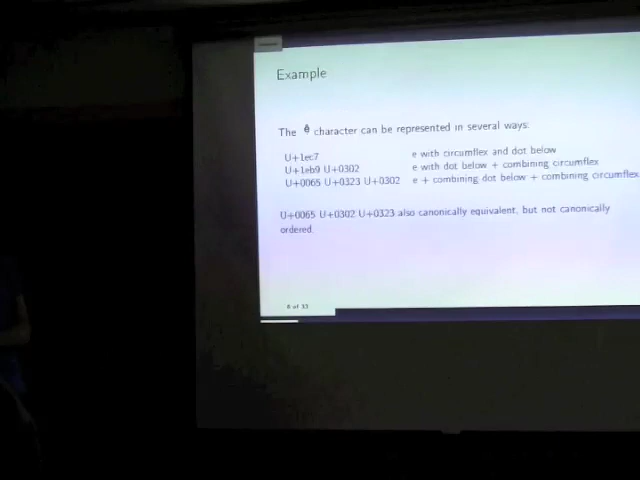 Example
The ệ character can be represented in several ways:
U+1ec7 e with circumflex and dot below
U+1eb9 U+0302 e with dot below + combining circumflex
U+0065 U+0323 U+0302 e + combining dot below + combining circumflex
U+0065 U+0302 U+0323 also canonically equivalent, but not canonically
ordered.